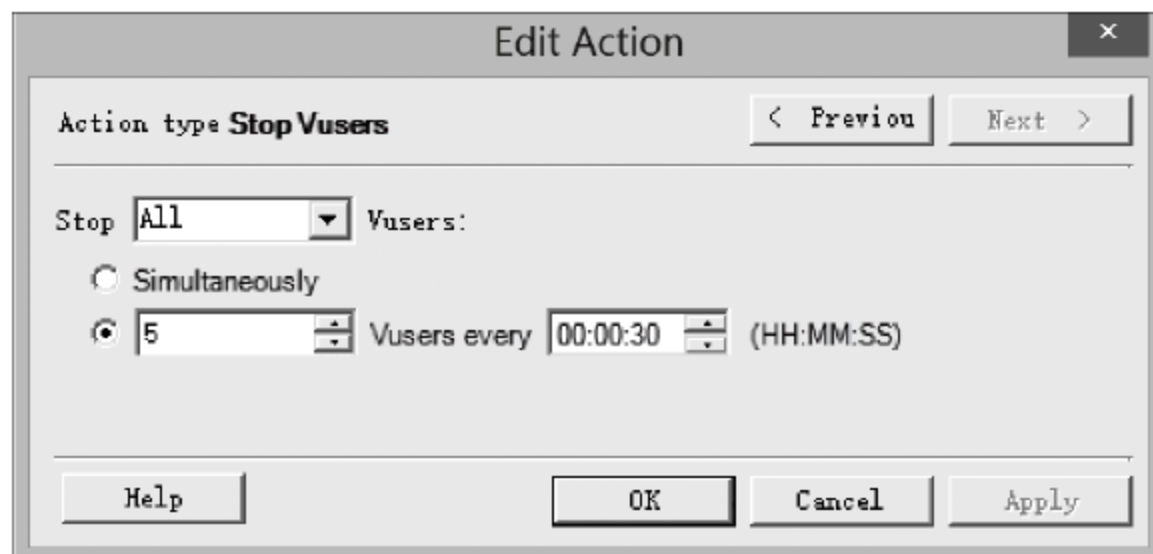 Edit Action
×
Action type Stop Vusers
< Previou
Next >
Stop All Vusers:
Simultaneously
5 Vusers every 00:00:30 (HH:MM:SS)
Help
OK
Cancel
Apply